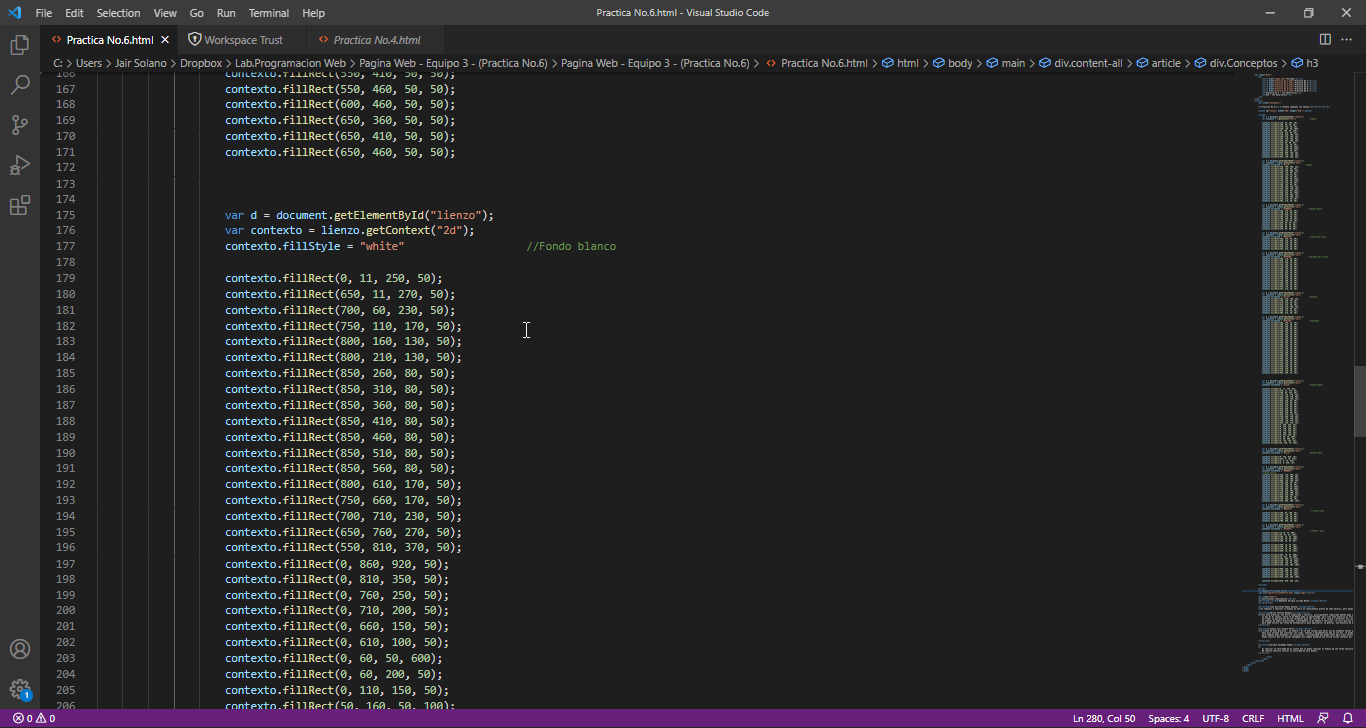 File Edit Selection View Go Run Terminal Help
Practica No.6.html - Visual Studio Code
Practica No.6.html Workspace Trust Practica No.4.html
C: > Users > Jair Solano > Dropbox > Lab.Programacion Web > Pagina Web - Equipo 3 - (Practica No.6) > Pagina Web - Equipo 3 - (Practica No.6) > Practica No.6.html > html > body > main > div.content-all > article > div.Conceptos > h3
166 contexto.fillRect(550, 410, 50, 50);
167 contexto.fillRect(550, 460, 50, 50);
168 contexto.fillRect(600, 460, 50, 50);
169 contexto.fillRect(650, 360, 50, 50);
170 contexto.fillRect(650, 410, 50, 50);
171 contexto.fillRect(650, 460, 50, 50);
172
173
174
175 var d = document.getElementById("lienzo");
176 var contexto = lienzo.getContext("2d");
177 contexto.fillStyle = "white" //Fondo blanco
178
179 contexto.fillRect(0, 11, 250, 50);
180 contexto.fillRect(650, 11, 270, 50);
181 contexto.fillRect(700, 60, 230, 50);
182 contexto.fillRect(750, 110, 170, 50);
183 contexto.fillRect(800, 160, 130, 50);
184 contexto.fillRect(800, 210, 130, 50);
185 contexto.fillRect(850, 260, 80, 50);
186 contexto.fillRect(850, 310, 80, 50);
187 contexto.fillRect(850, 360, 80, 50);
188 contexto.fillRect(850, 410, 80, 50);
189 contexto.fillRect(850, 460, 80, 50);
190 contexto.fillRect(850, 510, 80, 50);
191 contexto.fillRect(850, 560, 80, 50);
192 contexto.fillRect(800, 610, 170, 50);
193 contexto.fillRect(750, 660, 170, 50);
194 contexto.fillRect(700, 710, 230, 50);
195 contexto.fillRect(650, 760, 270, 50);
196 contexto.fillRect(550, 810, 370, 50);
197 contexto.fillRect(0, 860, 920, 50);
198 contexto.fillRect(0, 810, 350, 50);
199 contexto.fillRect(0, 760, 250, 50);
200 contexto.fillRect(0, 710, 200, 50);
201 contexto.fillRect(0, 660, 150, 50);
202 contexto.fillRect(0, 610, 100, 50);
203 contexto.fillRect(0, 60, 50, 600);
204 contexto.fillRect(0, 60, 200, 50);
205 contexto.fillRect(0, 110, 150, 50);
206 contexto.fillRect(50, 160, 50, 100);
1
0 0 Ln 280, Col 50 Spaces: 4 UTF-8 CRLF HTML